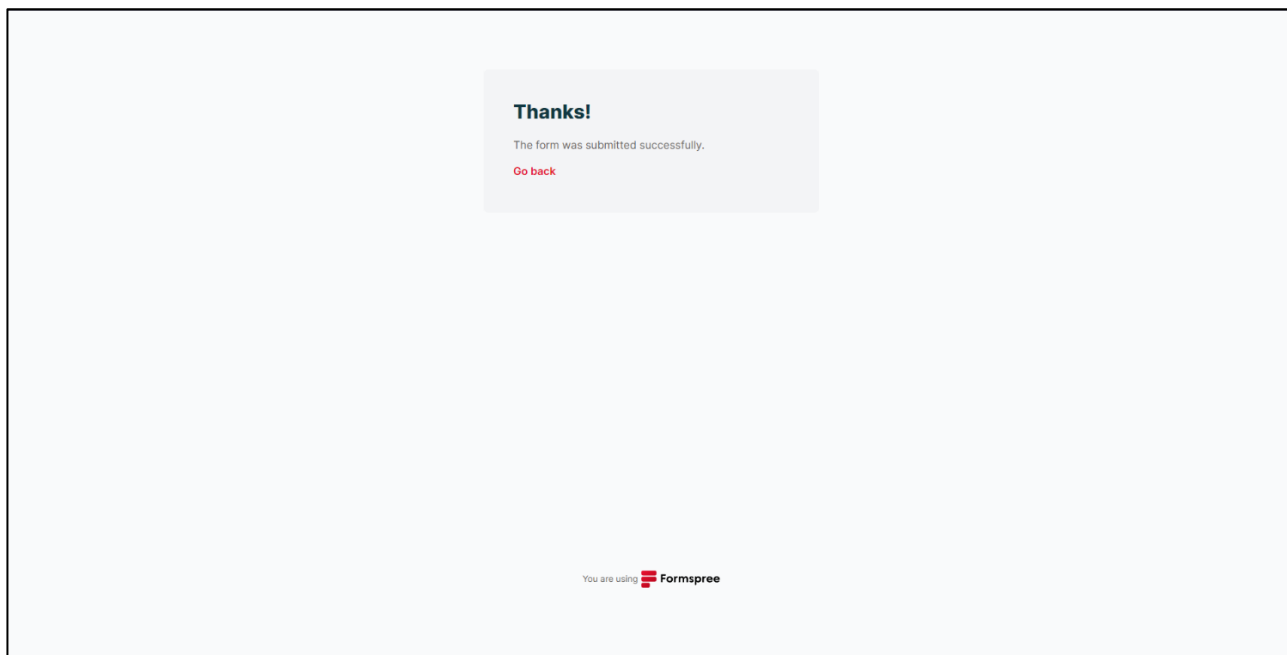 Thanks!
The form was submitted successfully.
Go back
You are using Formspree